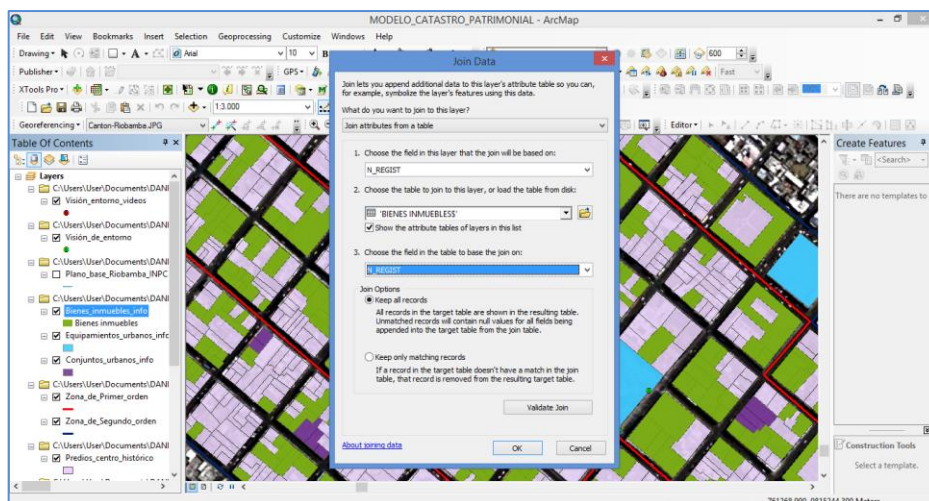 MODELO_CATASTRO_PATRIMONIAL - ArcMap
File Edit View Bookmarks Insert Selection Geoprocessing Customize Windows Help
Drawing A Arial 10 B 600
Publisher GPS Fast
XTools Pro
1:3.000
Georeferencing Canton-Riobamba.JPG Editor
Table Of Contents
Layers
C:\Users\User\Documents\DANI
Visión_entorno_videos
C:\Users\User\Documents\DANI
Visión_de_entorno
C:\Users\User\Documents\DANI
Plano_base_Riobamba_INPC
C:\Users\User\Documents\DANI
Bienes_inmuebles_info
Bienes inmuebles
Equipamientos_urbanos_info
Conjuntos_urbanos_info
C:\Users\User\Documents\DANI
Zona_de_Primer_orden
Zona_de_Segundo_orden
C:\Users\User\Documents\DANI
Predios_centro_histórico
Join Data
Join lets you append additional data to this layer's attribute table so you can,
for example, symbolize the layer's features using this data.
What do you want to join to this layer?
Join attributes from a table
1. Choose the field in this layer that the join will be based on:
N_REGIST
2. Choose the table to join to this layer, or load the table from disk:
'BIENES INMUEBLESS'
Show the attribute tables of layers in this list
3. Choose the field in the table to base the join on:
N_REGIST
Join Options
Keep all records
All records in the target table are shown in the resulting table.
Unmatched records will contain null values for all fields being
appended into the target table from the join table.
Keep only matching records
If a record in the target table doesn't have a match in the join
table, that record is removed from the resulting target table.
Validate Join
About joining data
OK Cancel
Create Features
<Search>
There are no templates to
Construction Tools
Select a template.